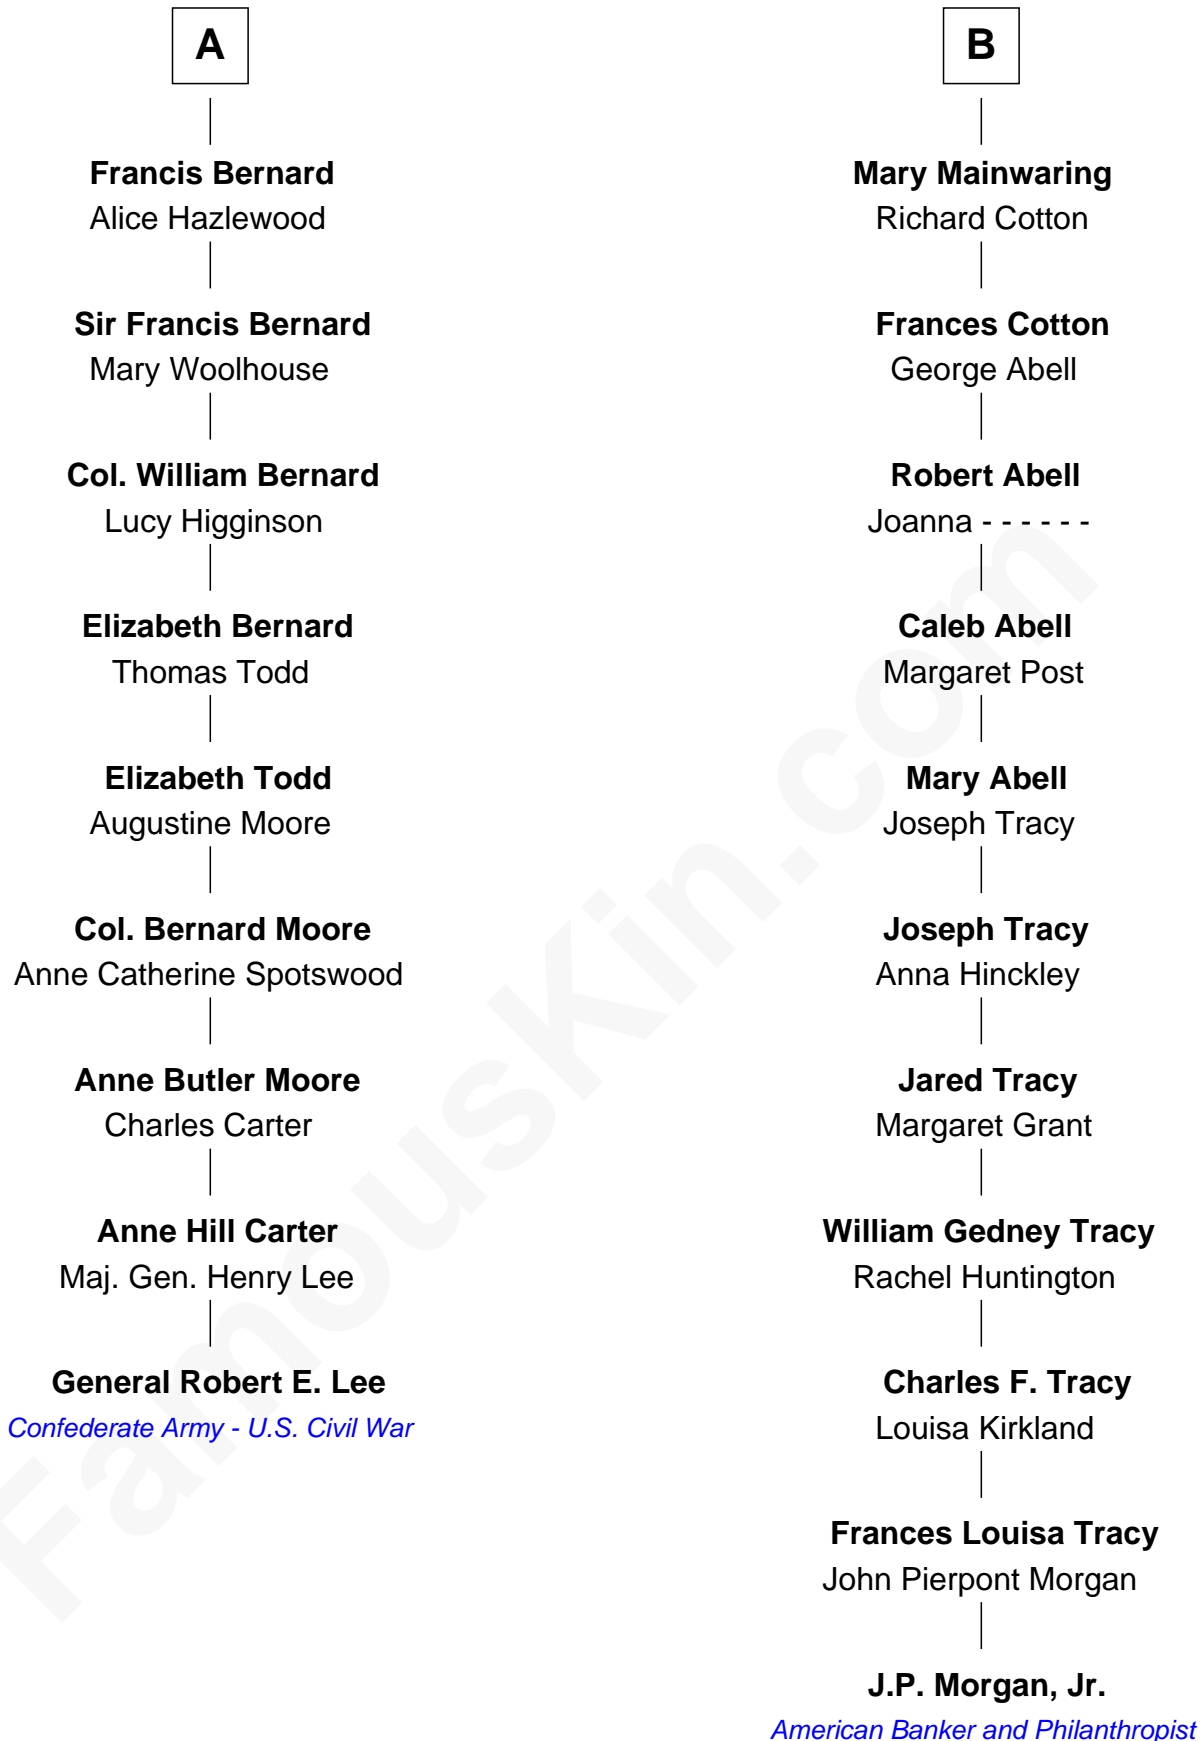 A
Francis Bernard
Alice Hazlewood
Sir Francis Bernard
Mary Woolhouse
Col. William Bernard
Lucy Higginson
Elizabeth Bernard
Thomas Todd
Elizabeth Todd
Augustine Moore
Col. Bernard Moore
Anne Catherine Spotswood
Anne Butler Moore
Charles Carter
Anne Hill Carter
Maj. Gen. Henry Lee
General Robert E. Lee
Confederate Army - U.S. Civil War
B
Mary Mainwaring
Richard Cotton
Frances Cotton
George Abell
Robert Abell
Joanna - - - - - -
Caleb Abell
Margaret Post
Mary Abell
Joseph Tracy
Joseph Tracy
Anna Hinckley
Jared Tracy
Margaret Grant
William Gedney Tracy
Rachel Huntington
Charles F. Tracy
Louisa Kirkland
Frances Louisa Tracy
John Pierpont Morgan
J.P. Morgan, Jr.
American Banker and Philanthropist
FamousKin.com